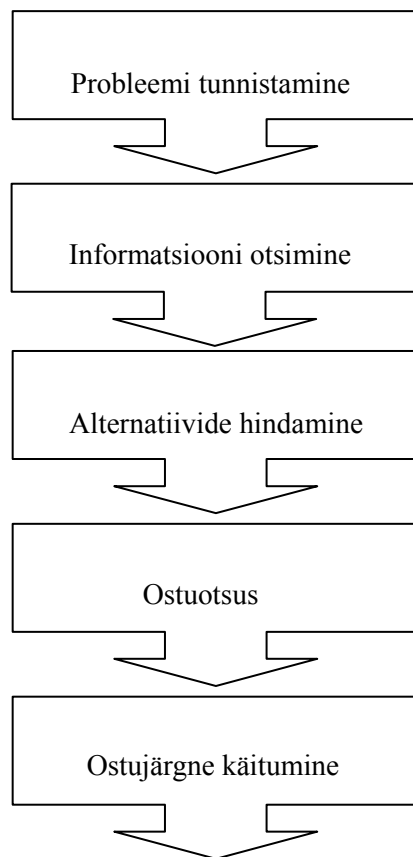 Probleemi tunnistamine
Informatsiooni otsimine
Alternatiivide hindamine
Ostuotsus
Ostujärgne käitumine